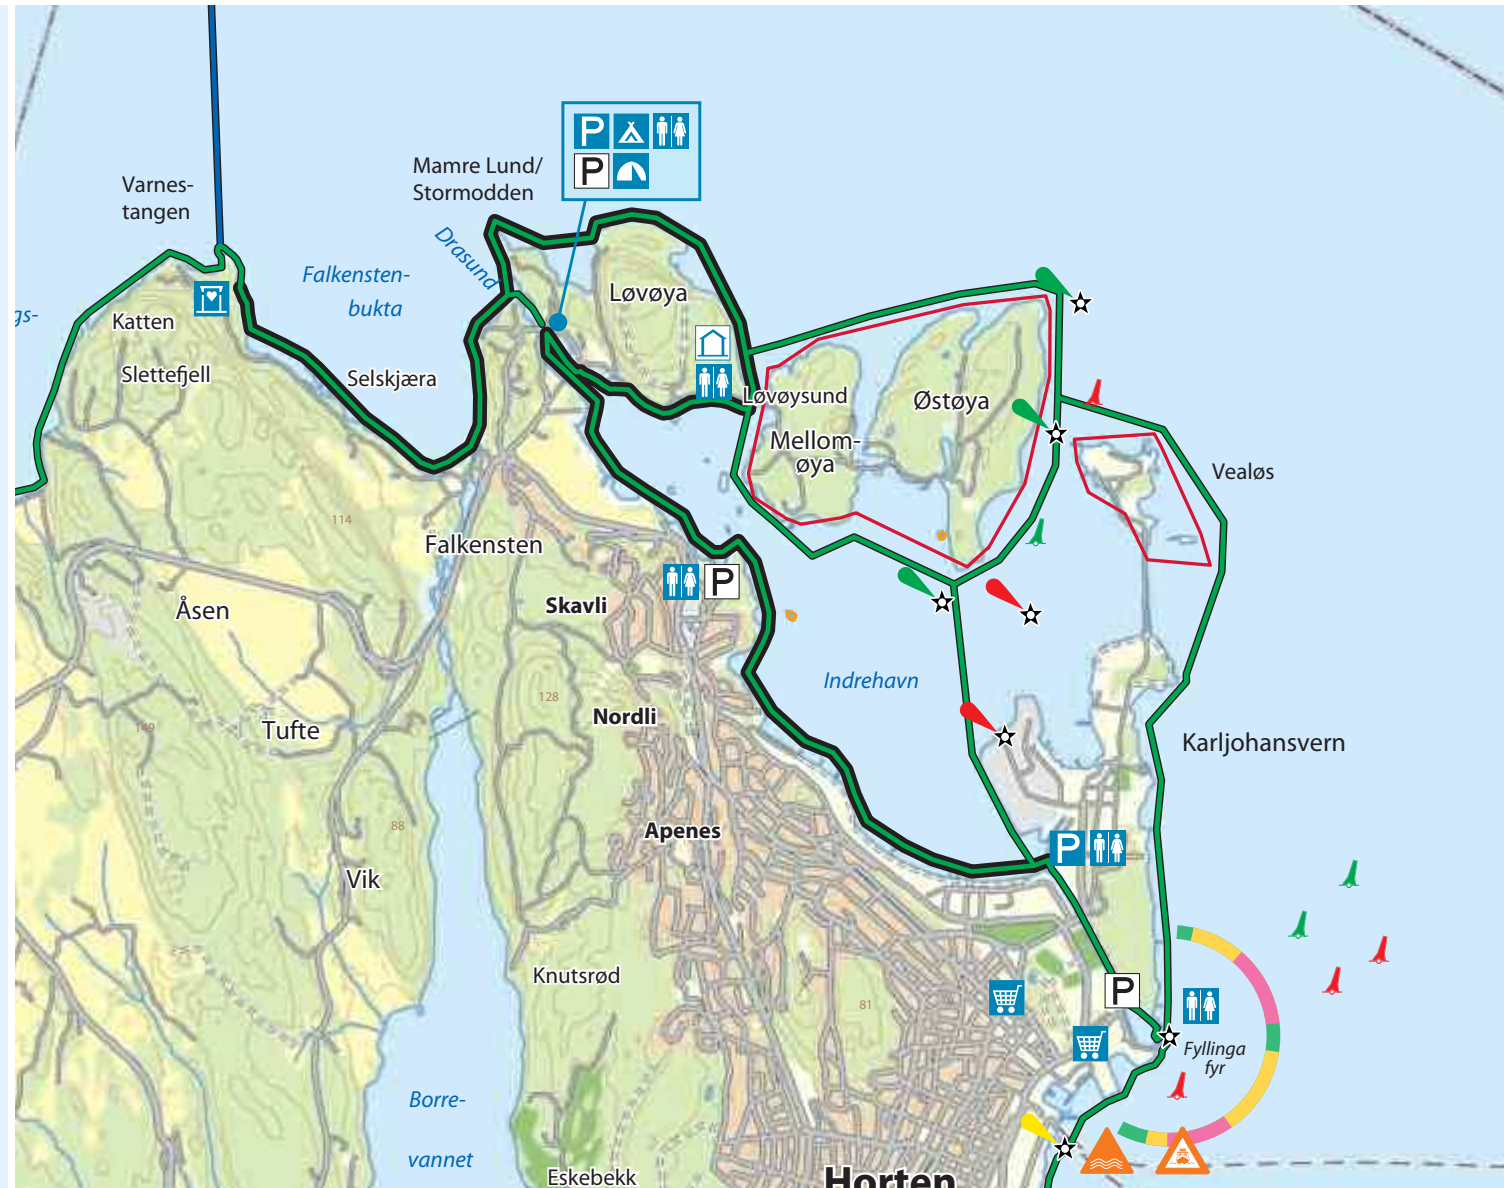 Varnes-
tangen
Mamre Lund/
Stormodden
P
P
Drasund
Falkensten-
bukta
gs-
Katten
Slettefjell
Selskjæra
Løvøya
Løvøysund
Østøya
Mellom-
øya
Vealøs
114
Falkensten
Åsen
Skavli
P
128
149
Nordli
Tufte
Indrehavn
Karljohansvern
88
Apenes
Vik
P
Knutsrød
81
P
Fyllinga
fyr
Borre-
vannet
Eskebekk
Horten